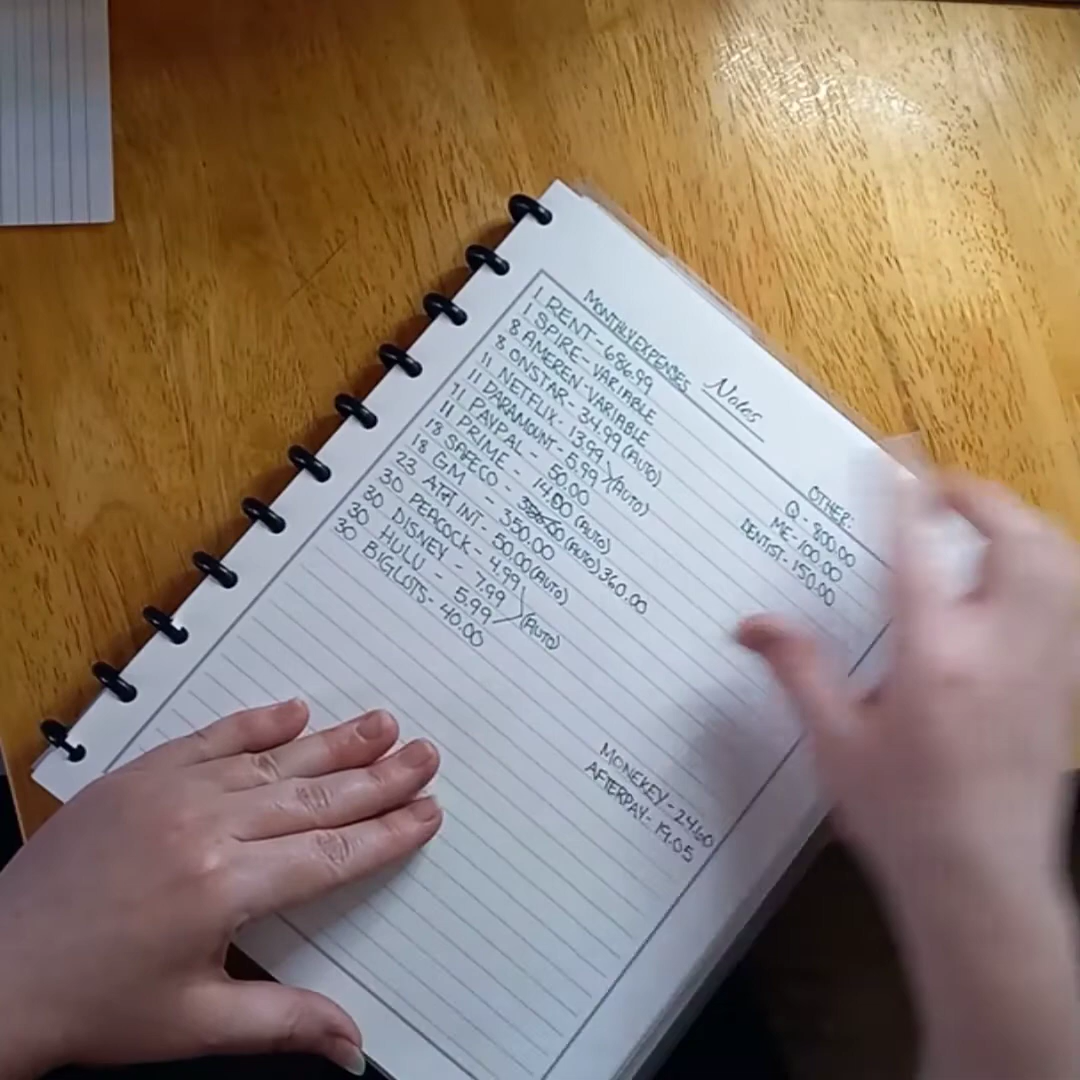 Notes
MONTHLY EXPENSES
1 RENT - 686.99
1 SPIRE - VARIABLE
8 AMEREN - VARIABLE
8 ONSTAR - 34.99 (AUTO)
11 NETFLIX - 13.99
11 PARAMOUNT - 5.99 (AUTO)
11 PAYPAL - 50.00
11 PRIME - 14.00 (AUTO)
18 SAFECO - (AUTO) 360.00
18 GM - 350.00
23 AT&T INT - 50.00 (AUTO)
30 PEACOCK - 4.99
30 DISNEY - 7.99 (AUTO)
30 HULU - 5.99
30 BIGLOTS - 40.00
OTHER:
Q - 800.00
ME - 100.00
DENTIST - 150.00
MONEKEY - 24.60
AFTERPAY - 19.05